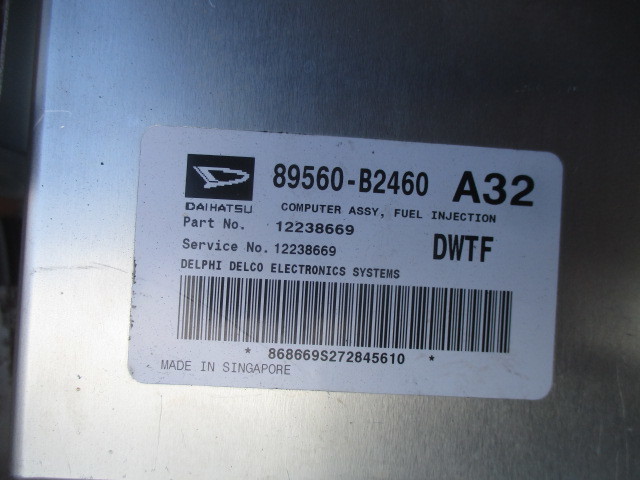 89560-B2460 A32
DAIHATSU COMPUTER ASSY, FUEL INJECTION
Part No. 12238669
Service No. 12238669 DWTF
DELPHI DELCO ELECTRONICS SYSTEMS
* 868669S272845610 *
MADE IN SINGAPORE